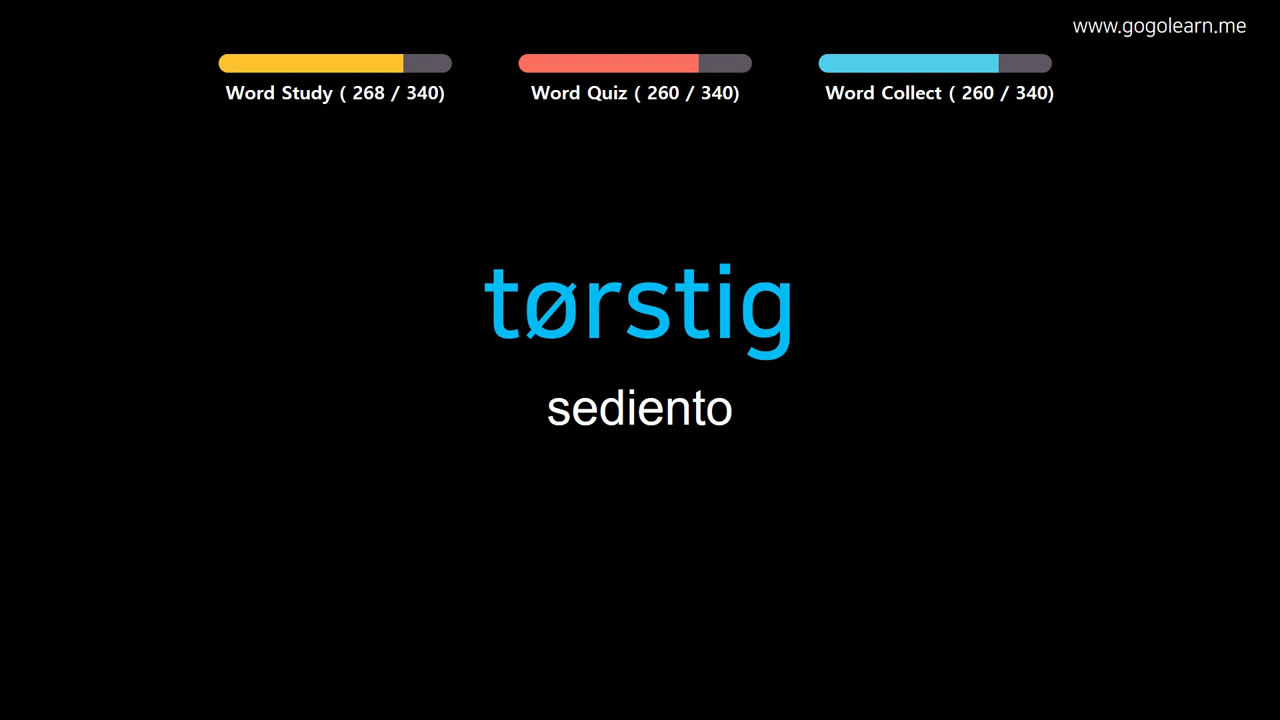 www.gogolearn.me
Word Study ( 268 / 340)
Word Quiz ( 260 / 340)
Word Collect ( 260 / 340)
tørstig
sediento